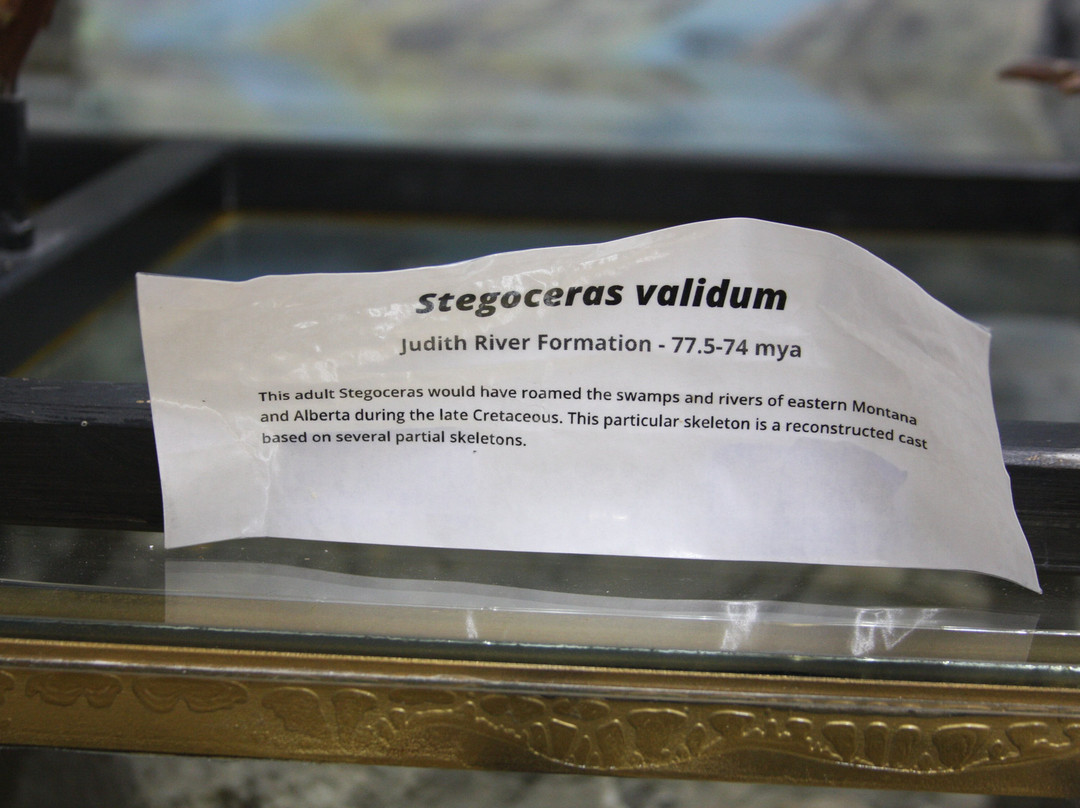 Stegoceras validum
Judith River Formation - 77.5-74 mya
This adult Stegoceras would have roamed the swamps and rivers of eastern Montana
and Alberta during the late Cretaceous. This particular skeleton is a reconstructed cast
based on several partial skeletons.